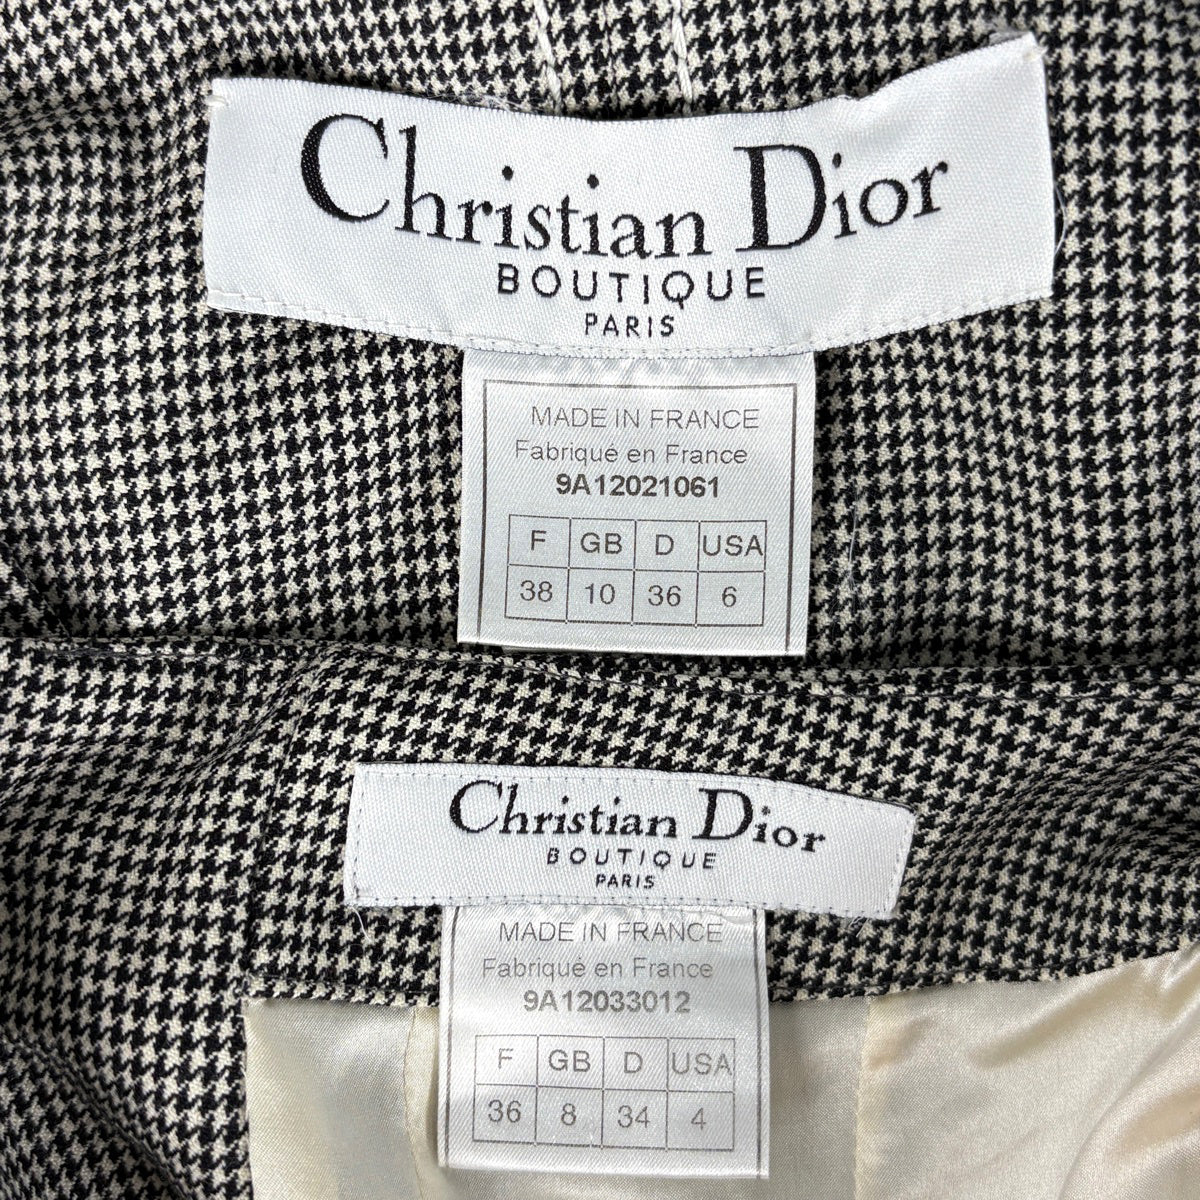 Christian Dior
BOUTIQUE
PARIS
MADE IN FRANCE
Fabriqué en France
9A12021061
F GB D USA
38 10 36 6
Christian Dior
BOUTIQUE
PARIS
MADE IN FRANCE
Fabriqué en France
9A12033012
F GB D USA
36 8 34 4